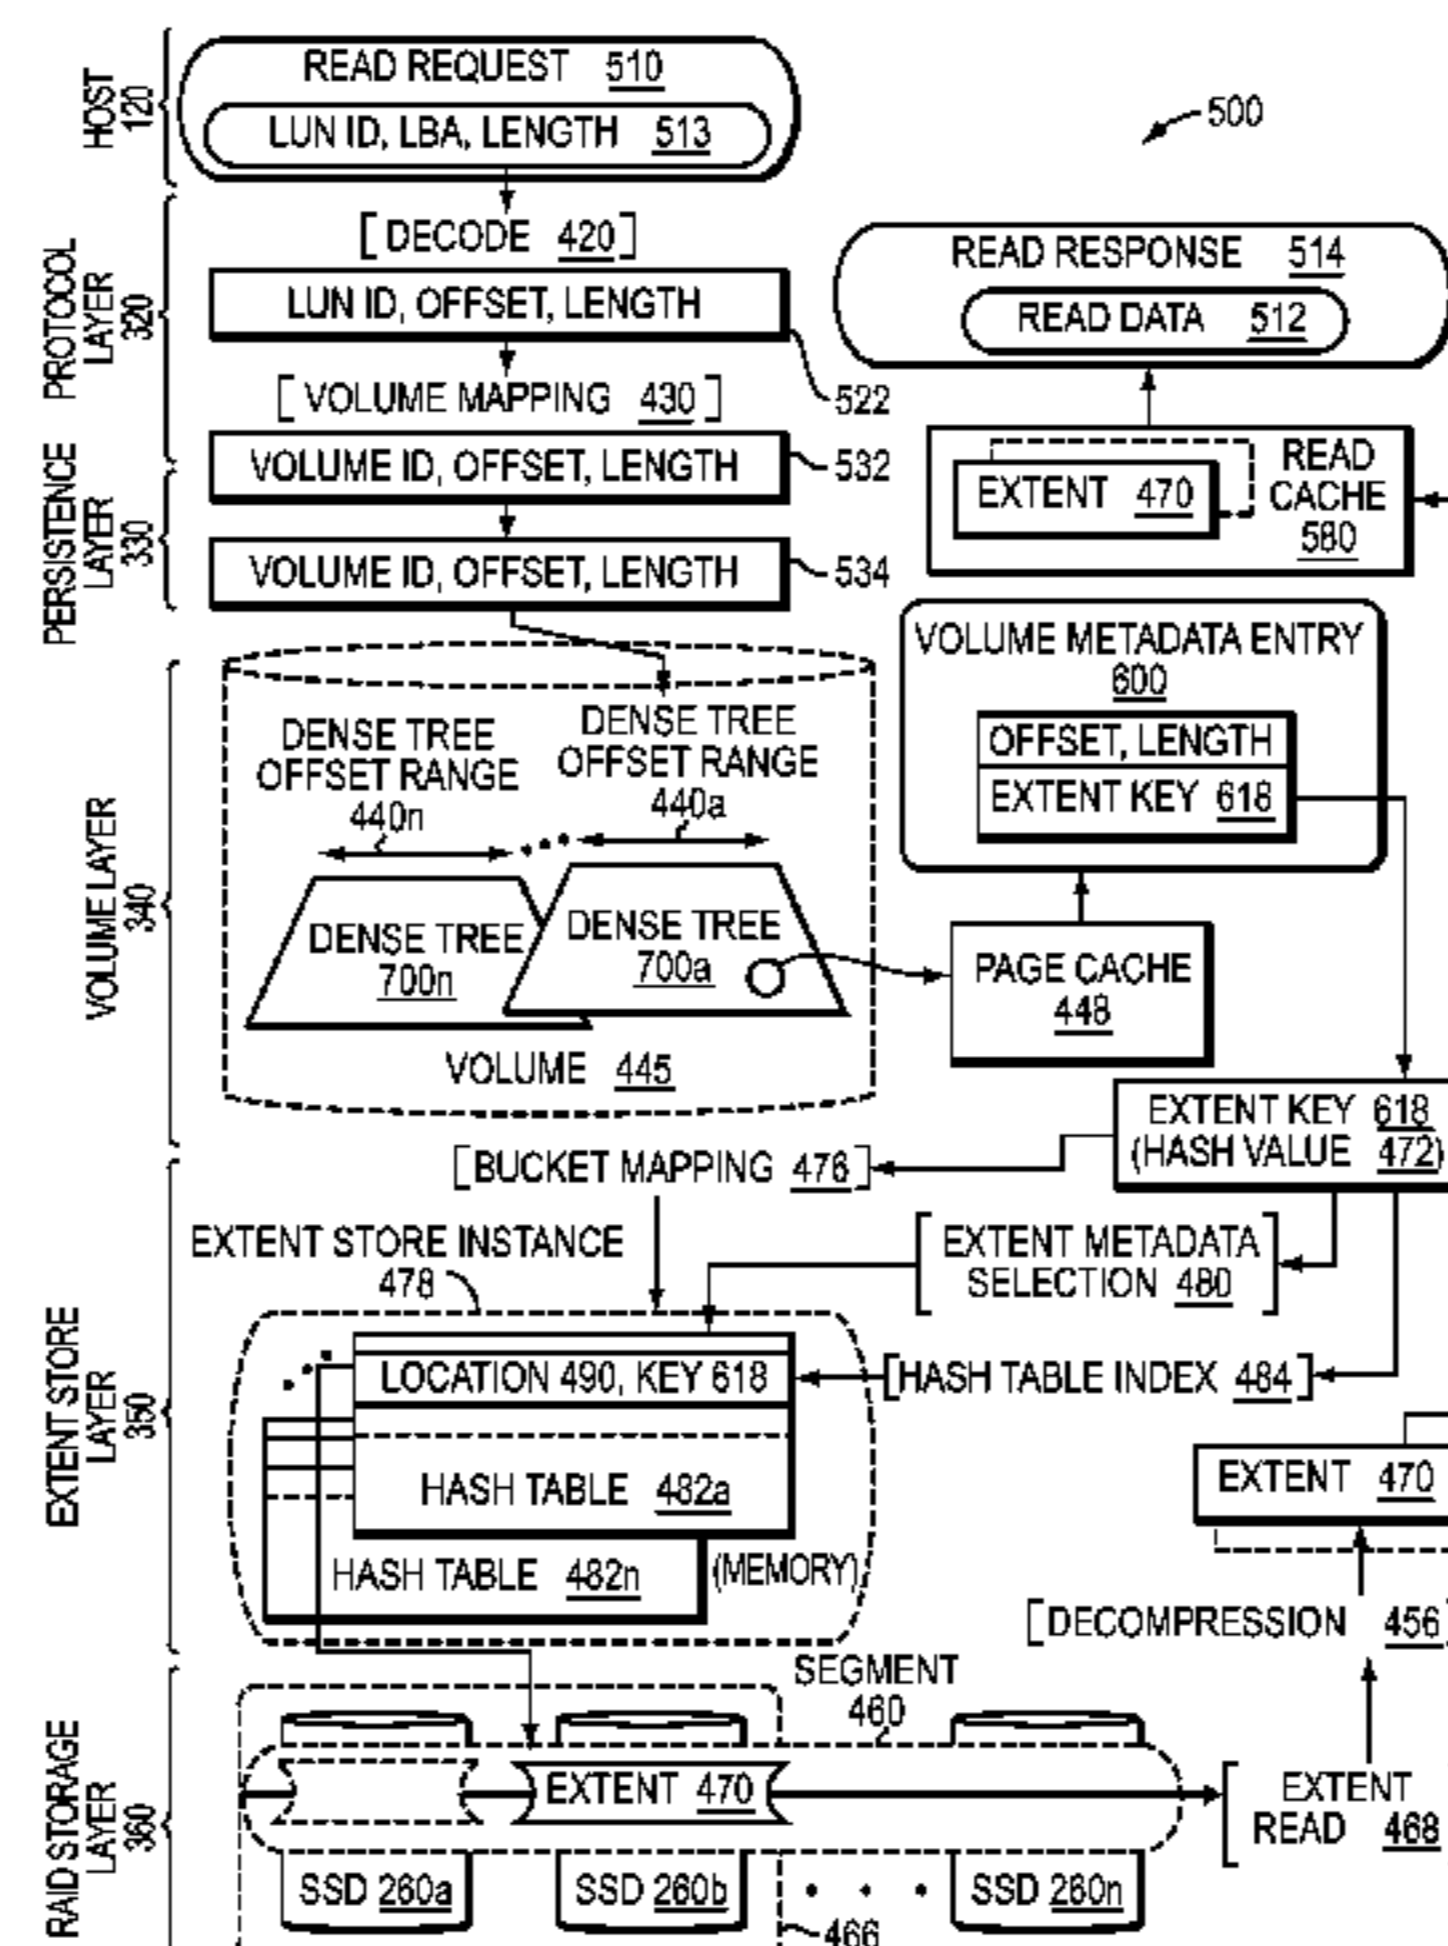 HOST
120
READ REQUEST 510
LUN ID, LBA, LENGTH 513
500
PROTOCOL
LAYER
320
[DECODE 420]
LUN ID, OFFSET, LENGTH
522
[VOLUME MAPPING 430]
VOLUME ID, OFFSET, LENGTH
532
READ RESPONSE 514
READ DATA 512
EXTENT 470
READ
CACHE
580
PERSISTENCE
LAYER
330
VOLUME ID, OFFSET, LENGTH
534
VOLUME METADATA ENTRY
600
OFFSET, LENGTH
EXTENT KEY 618
VOLUME LAYER
340
DENSE TREE
OFFSET RANGE
440n
DENSE TREE
OFFSET RANGE
440a
DENSE TREE
700n
DENSE TREE
700a
PAGE CACHE
448
VOLUME 445
EXTENT KEY 618
(HASH VALUE 472)
[BUCKET MAPPING 476]
EXTENT STORE
LAYER
350
EXTENT STORE INSTANCE
478
[EXTENT METADATA
SELECTION 480]
LOCATION 490, KEY 618
[HASH TABLE INDEX 484]
HASH TABLE 482a
HASH TABLE 482n
(MEMORY)
EXTENT 470
[DECOMPRESSION 456]
RAID STORAGE
LAYER
360
SEGMENT
460
EXTENT 470
[EXTENT
READ 468
SSD 260a
SSD 260b
SSD 260n
466